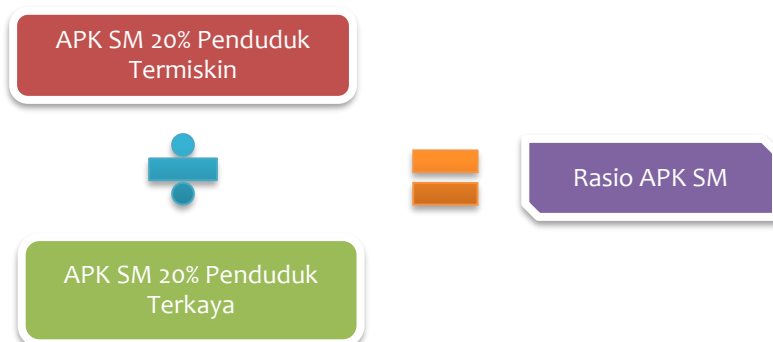 APK SM 20% Penduduk
Termiskin
Rasio APK SM
APK SM 20% Penduduk
Terkaya